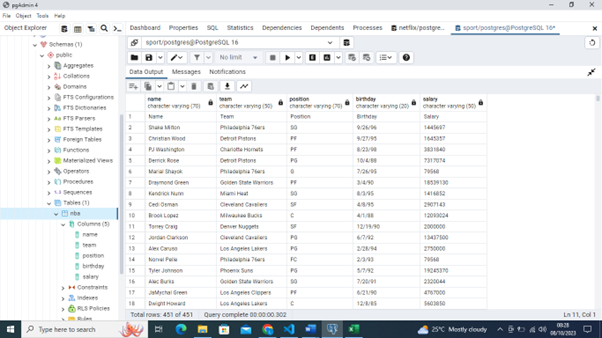 pgAdmin 4
File Object Tools Help
Object Explorer
Dashboard Properties SQL Statistics Dependencies Dependents Processes netflix/postgre... sport/postgres@PostgreSQL 16*
Schemas (1)
public
Aggregates
Collations
Domains
FTS Configurations
FTS Dictionaries
FTS Parsers
FTS Templates
Foreign Tables
Functions
Materialized Views
Operators
Procedures
Sequences
Tables (1)
nba
Columns (5)
name
team
position
birthday
salary
Constraints
Indexes
RLS Policies
Rules
sport/postgres@PostgreSQL 16
No limit
Data Output Messages Notifications
name team position birthday salary
character varying (70) character varying (50) character varying (70) character varying (20) character varying (50)
1 Name Team Position Birthday Salary
2 Shake Milton Philadelphia 76ers SG 9/26/96 1445697
3 Christian Wood Detroit Pistons PF 9/27/95 1645357
4 PJ Washington Charlotte Hornets PF 8/23/98 3831840
5 Derrick Rose Detroit Pistons PG 10/4/88 7317074
6 Marial Shayok Philadelphia 76ers G 7/26/95 79568
7 Draymond Green Golden State Warriors PF 3/4/90 18539130
8 Kendrick Nunn Miami Heat SG 8/3/95 1416852
9 Cedi Osman Cleveland Cavaliers SF 4/8/95 2907143
10 Brook Lopez Milwaukee Bucks C 4/1/88 12093024
11 Torrey Craig Denver Nuggets SF 12/19/90 2000000
12 Jordan Clarkson Cleveland Cavaliers PG 6/7/92 13437500
13 Alex Caruso Los Angeles Lakers PG 2/28/94 2750000
14 Norvel Pelle Philadelphia 76ers FC 2/3/93 79568
15 Tyler Johnson Phoenix Suns PG 5/7/92 19245370
16 Alec Burks Golden State Warriors SG 7/20/91 2320044
17 JaMychal Green Los Angeles Clippers PF 6/21/90 4767000
18 Dwight Howard Los Angeles Lakers C 12/8/85 5603850
Total rows: 451 of 451 Query complete 00:00:00.302 Ln 11, Col 1
Type here to search
25°C Mostly cloudy
08:28
08/10/2023